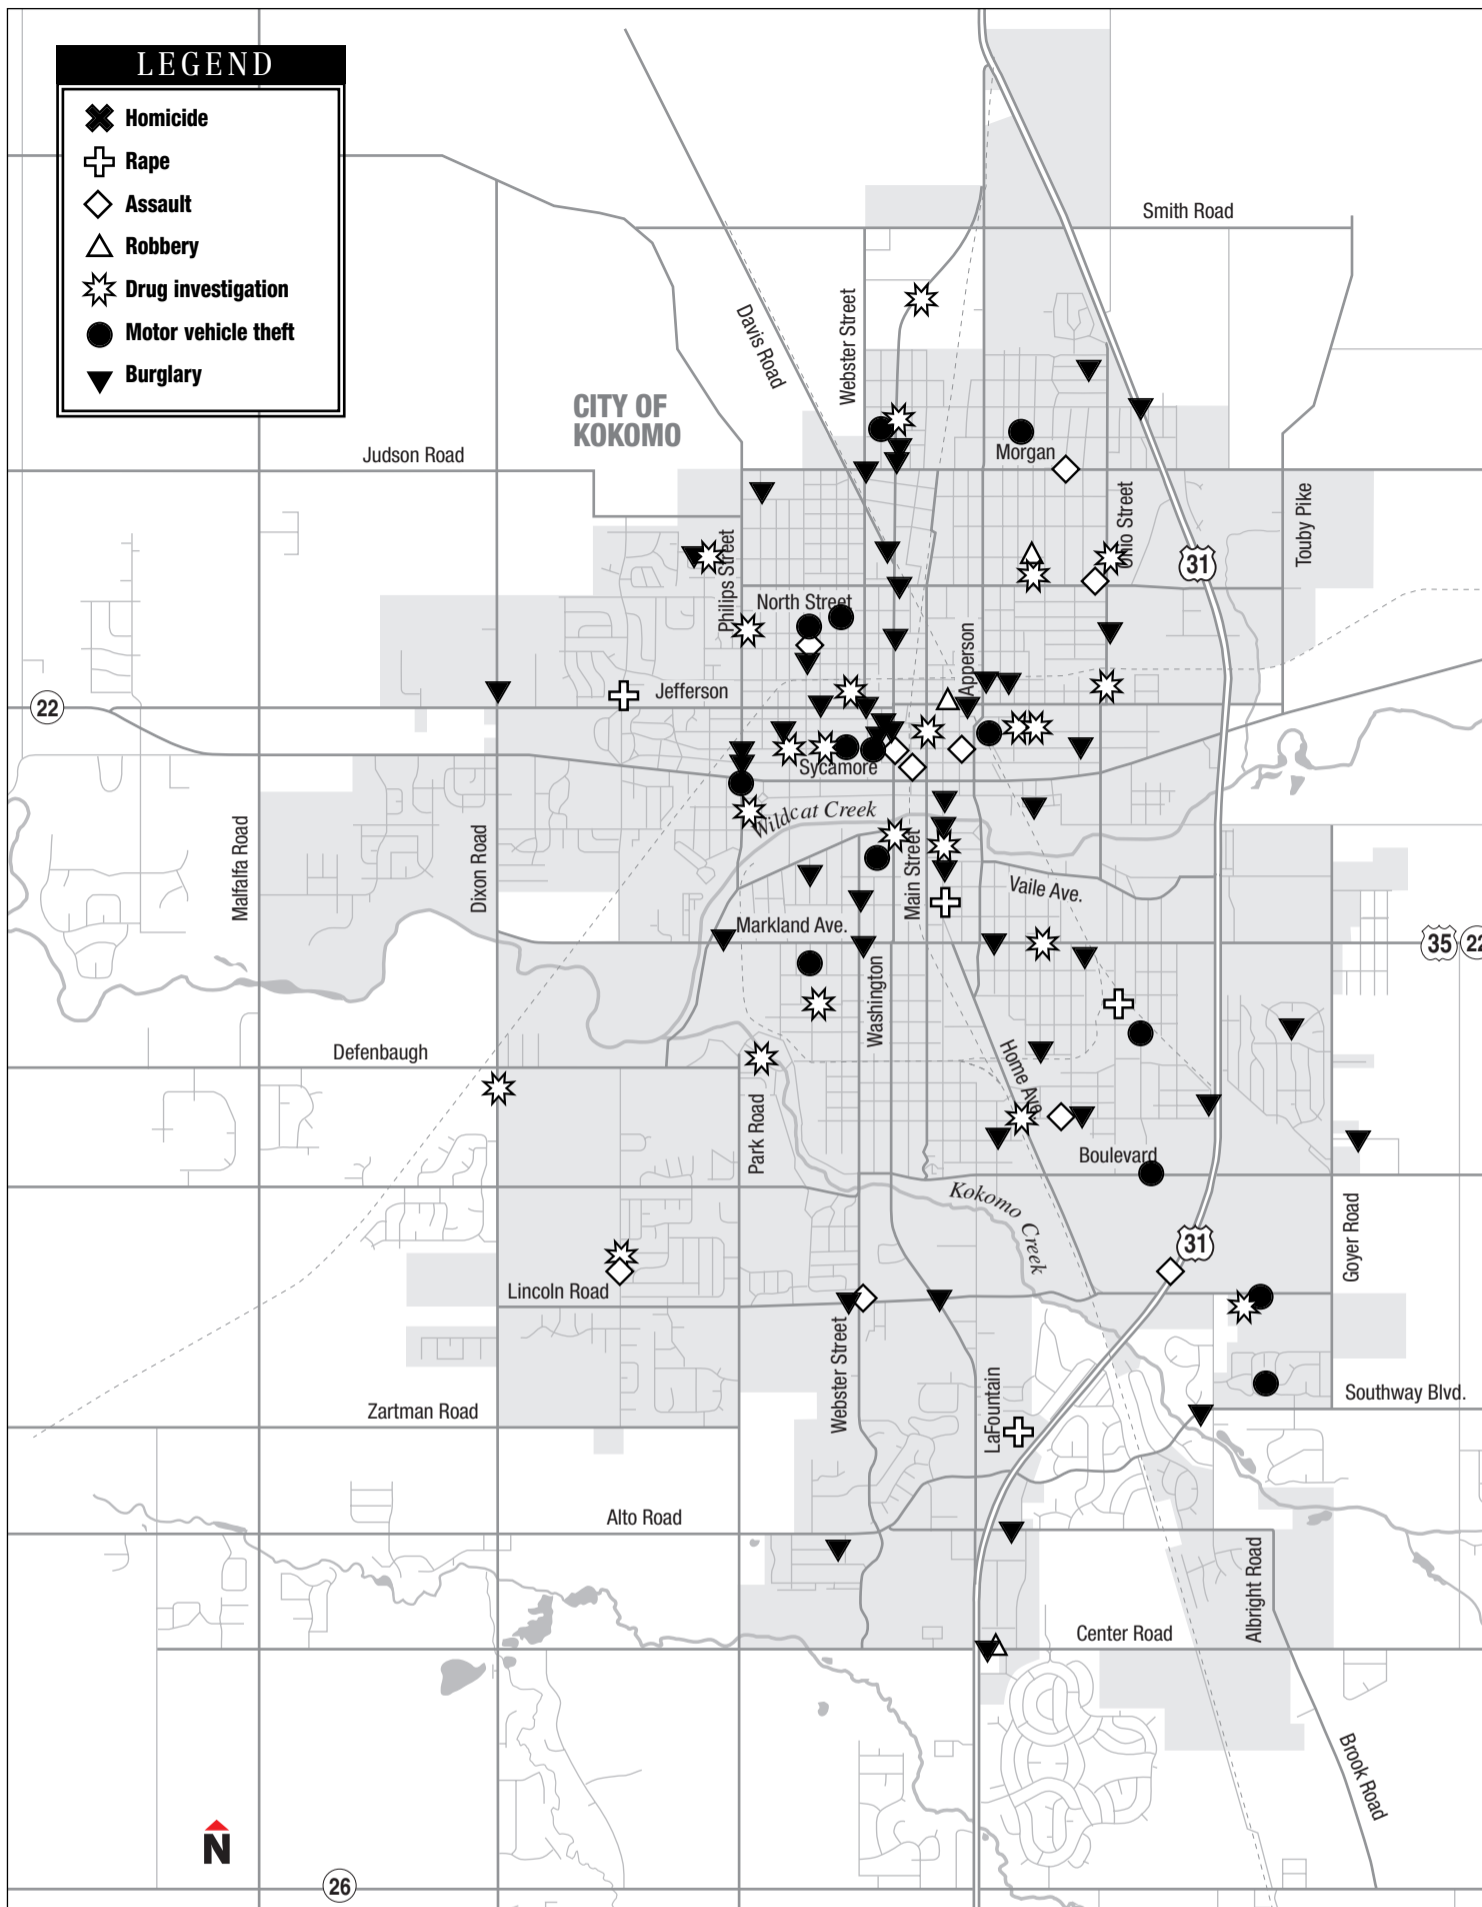 LEGEND
Homicide
Rape
Assault
Robbery
Drug investigation
Motor vehicle theft
Burglary
Smith Road
Webster Street
Davis Road
CITY OF
KOKOMO
Judson Road
Morgan
Ohio Street
Touby Pike
31
Philips Street
North Street
Apperson
Jefferson
22
Sycamore
Wildcat Creek
Malfalfa Road
Dixon Road
Main Street
Vaile Ave.
Markland Ave.
35
22
Washington
Defenbaugh
Home Ave.
Park Road
Boulevard
Kokomo Creek
31
Goyer Road
Lincoln Road
Webster Street
LaFountain
Southway Blvd.
Zartman Road
Alto Road
Albright Road
Center Road
Brook Road
N
26